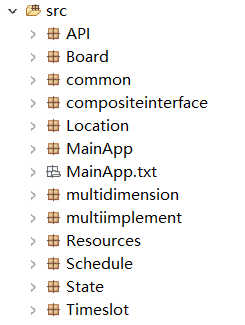 src
API
Board
common
compositeinterface
Location
MainApp
MainApp.txt
multidimension
multiimplement
Resources
Schedule
State
Timeslot